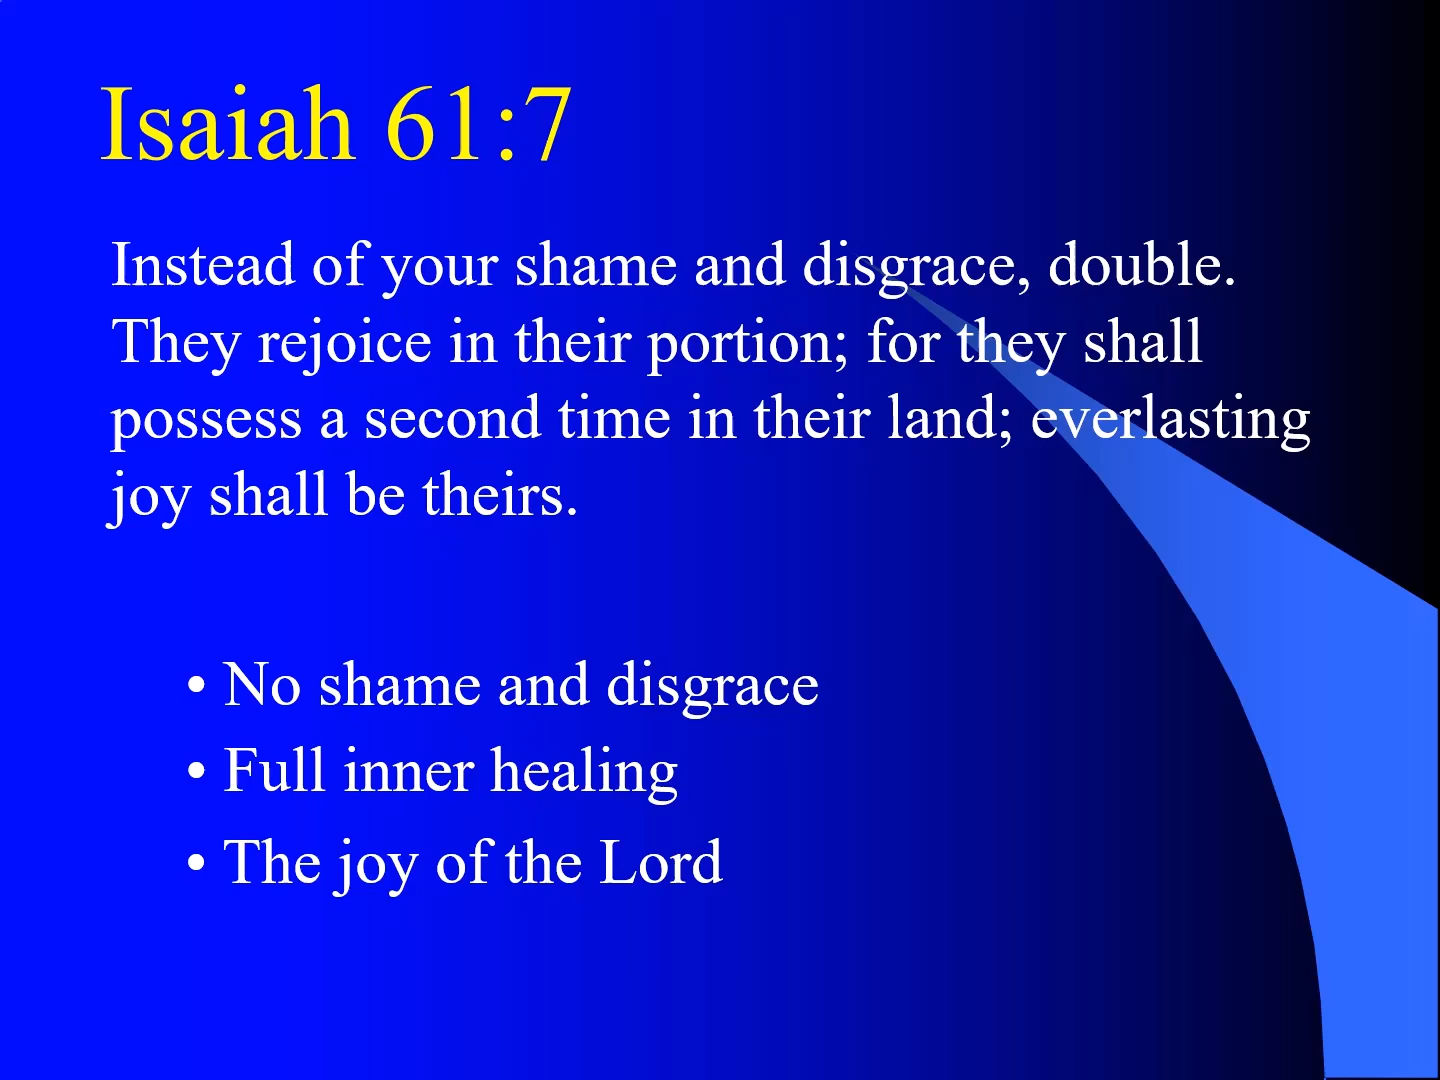 Isaiah 61:7
Instead of your shame and disgrace, double.
They rejoice in their portion; for they shall
possess a second time in their land; everlasting
joy shall be theirs.
• No shame and disgrace
• Full inner healing
• The joy of the Lord